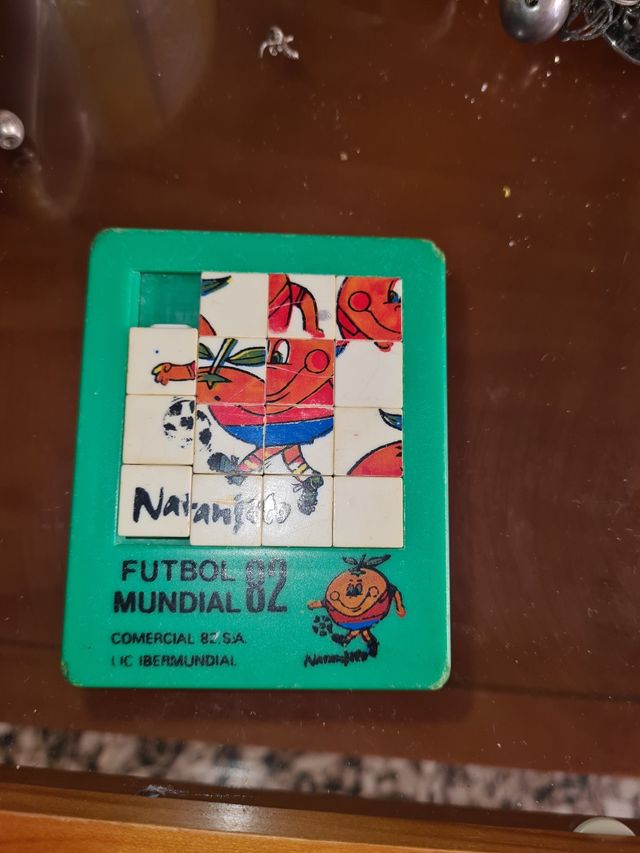 Naranjito
FUTBOL 82
MUNDIAL
COMERCIAL 82 S.A.
LIC IBERMUNDIAL
Naranjito